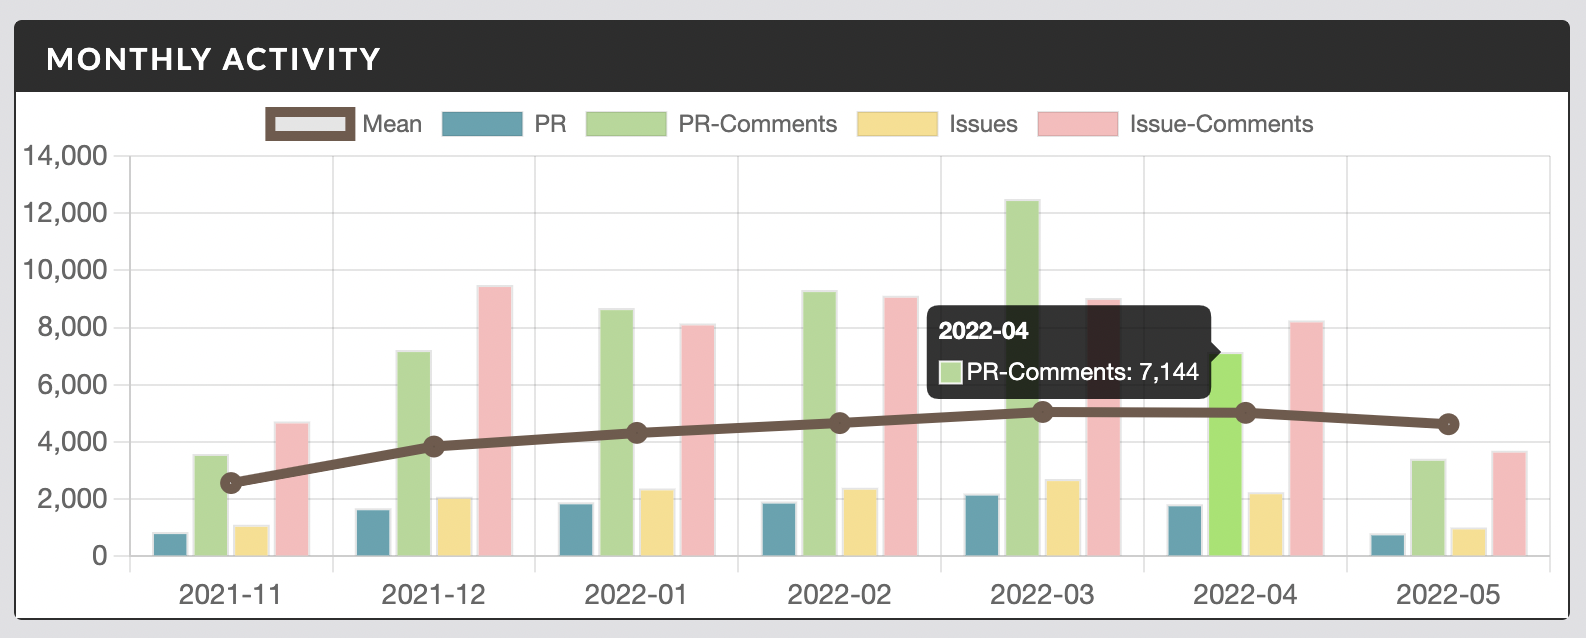 MONTHLY ACTIVITY
Mean PR PR-Comments Issues Issue-Comments
14,000
12,000
10,000
8,000
6,000
4,000
2,000
0
2022-04
PR-Comments: 7,144
2021-11 2021-12 2022-01 2022-02 2022-03 2022-04 2022-05